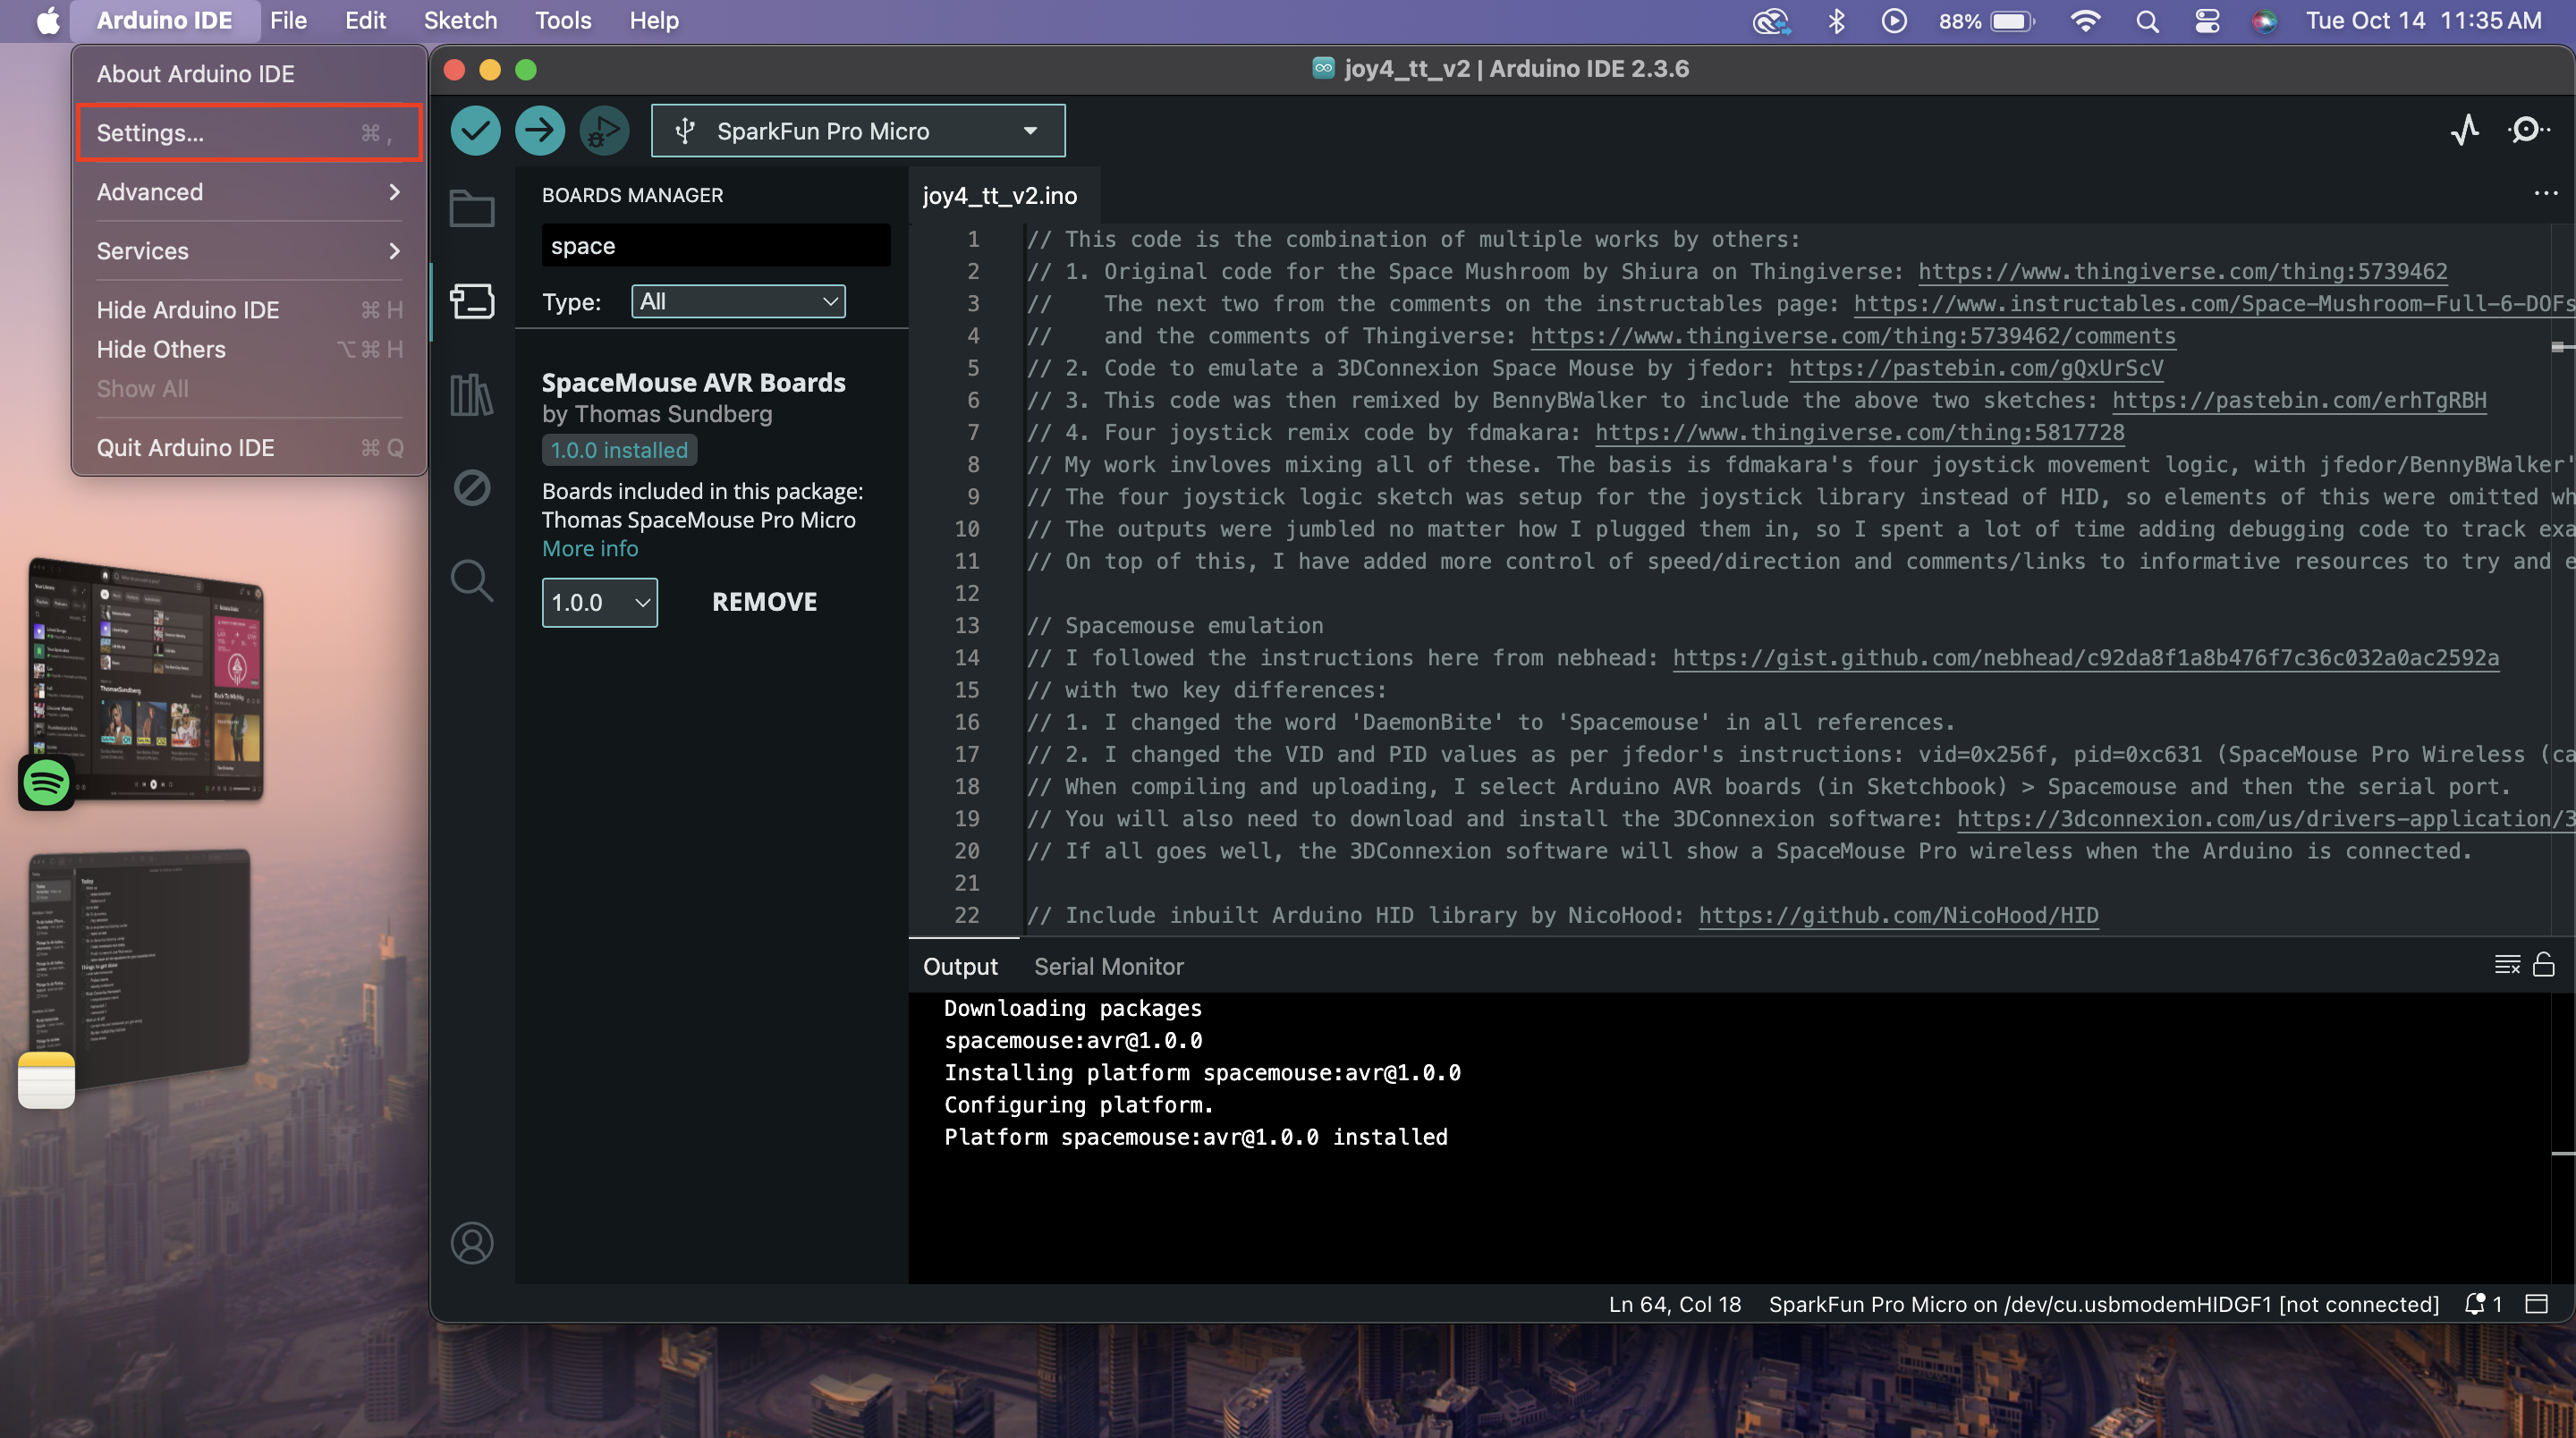 Arduino IDE File Edit Sketch Tools Help 88% Tue Oct 14 11:35 AM
About Arduino IDE
Settings... ⌘ ,
Advanced
Services
Hide Arduino IDE ⌘ H
Hide Others ⌥ ⌘ H
Show All
Quit Arduino IDE ⌘ Q
joy4_tt_v2 | Arduino IDE 2.3.6
SparkFun Pro Micro
BOARDS MANAGER
space
Type: All
SpaceMouse AVR Boards
by Thomas Sundberg
1.0.0 installed
Boards included in this package:
Thomas SpaceMouse Pro Micro
More info
1.0.0 REMOVE
joy4_tt_v2.ino
1 // This code is the combination of multiple works by others:
2 // 1. Original code for the Space Mushroom by Shiura on Thingiverse: https://www.thingiverse.com/thing:5739462
3 // The next two from the comments on the instructables page: https://www.instructables.com/Space-Mushroom-Full-6-DOFs
4 // and the comments of Thingiverse: https://www.thingiverse.com/thing:5739462/comments
5 // 2. Code to emulate a 3DConnexion Space Mouse by jfedor: https://pastebin.com/gQxUrScV
6 // 3. This code was then remixed by BennyBWalker to include the above two sketches: https://pastebin.com/erhTgRBH
7 // 4. Four joystick remix code by fdmakara: https://www.thingiverse.com/thing:5817728
8 // My work invloves mixing all of these. The basis is fdmakara's four joystick movement logic, with jfedor/BennyBWalker'
9 // The four joystick logic sketch was setup for the joystick library instead of HID, so elements of this were omitted wh
10 // The outputs were jumbled no matter how I plugged them in, so I spent a lot of time adding debugging code to track exa
11 // On top of this, I have added more control of speed/direction and comments/links to informative resources to try and e
12
13 // Spacemouse emulation
14 // I followed the instructions here from nebhead: https://gist.github.com/nebhead/c92da8f1a8b476f7c36c032a0ac2592a
15 // with two key differences:
16 // 1. I changed the word 'DaemonBite' to 'Spacemouse' in all references.
17 // 2. I changed the VID and PID values as per jfedor's instructions: vid=0x256f, pid=0xc631 (SpaceMouse Pro Wireless (ca
18 // When compiling and uploading, I select Arduino AVR boards (in Sketchbook) > Spacemouse and then the serial port.
19 // You will also need to download and install the 3DConnexion software: https://3dconnexion.com/us/drivers-application/3
20 // If all goes well, the 3DConnexion software will show a SpaceMouse Pro wireless when the Arduino is connected.
21
22 // Include inbuilt Arduino HID library by NicoHood: https://github.com/NicoHood/HID
Output Serial Monitor
Downloading packages
spacemouse:avr@1.0.0
Installing platform spacemouse:avr@1.0.0
Configuring platform.
Platform spacemouse:avr@1.0.0 installed
Ln 64, Col 18 SparkFun Pro Micro on /dev/cu.usbmodemHIDGF1 [not connected] 1